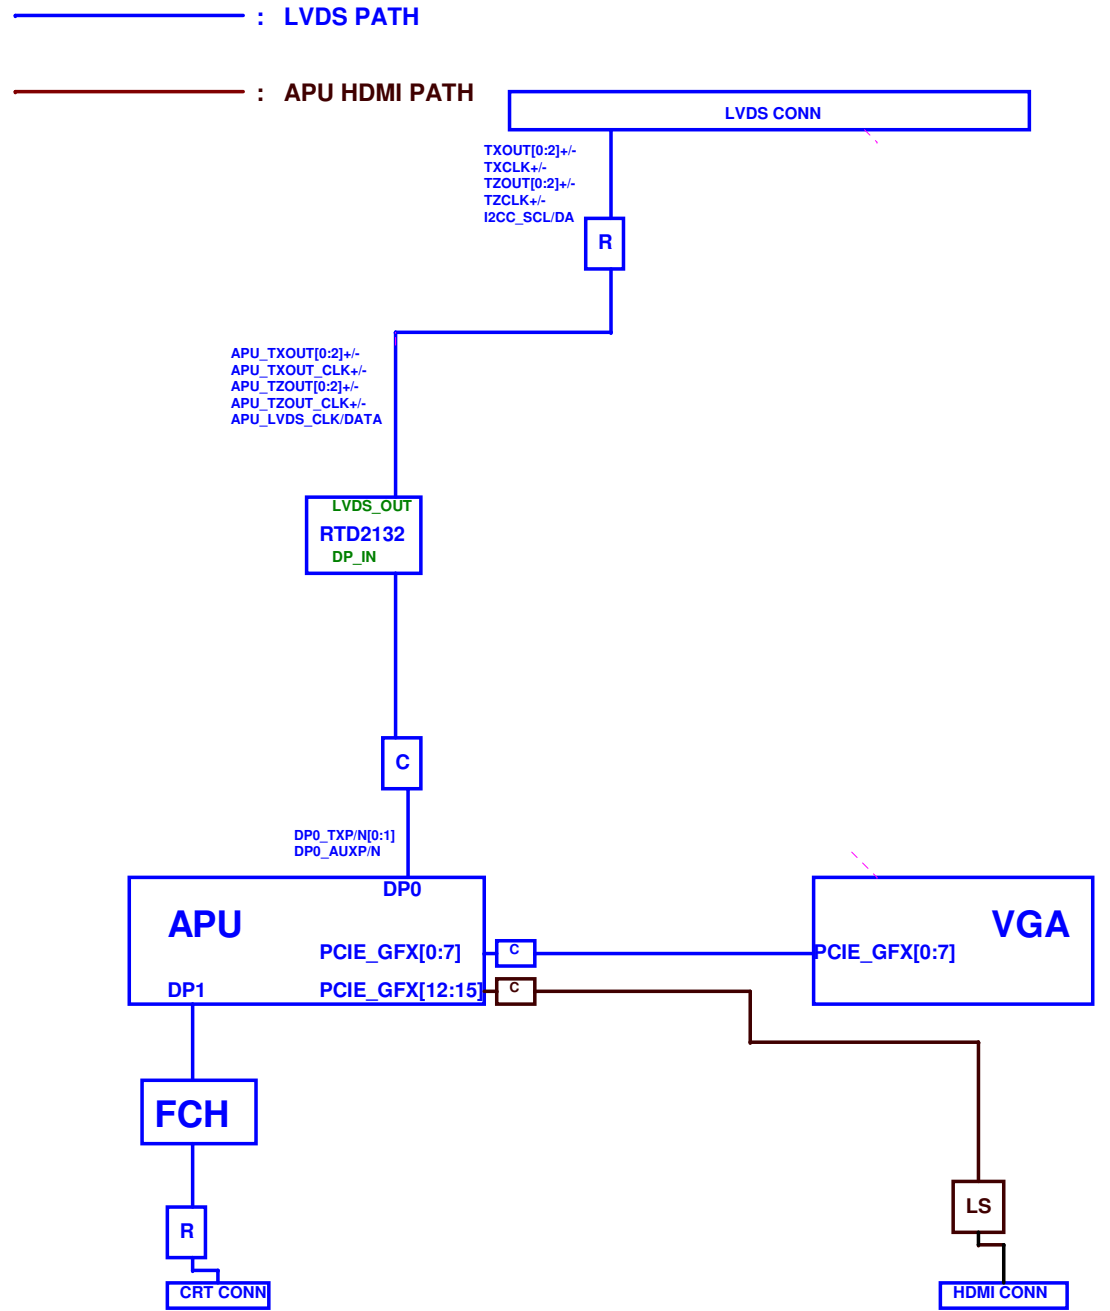 : LVDS PATH
: APU HDMI PATH
LVDS CONN
TXOUT[0:2]+/-
TXCLK+/-
TZOUT[0:2]+/-
TZCLK+/-
I2CC_SCL/DA
R
APU_TXOUT[0:2]+/-
APU_TXOUT_CLK+/-
APU_TZOUT[0:2]+/-
APU_TZOUT_CLK+/-
APU_LVDS_CLK/DATA
LVDS_OUT
RTD2132
DP_IN
C
DP0_TXP/N[0:1]
DP0_AUXP/N
DP0
APU
VGA
PCIE_GFX[0:7]
C
PCIE_GFX[0:7]
DP1
PCIE_GFX[12:15]
C
FCH
LS
R
CRT CONN
HDMI CONN